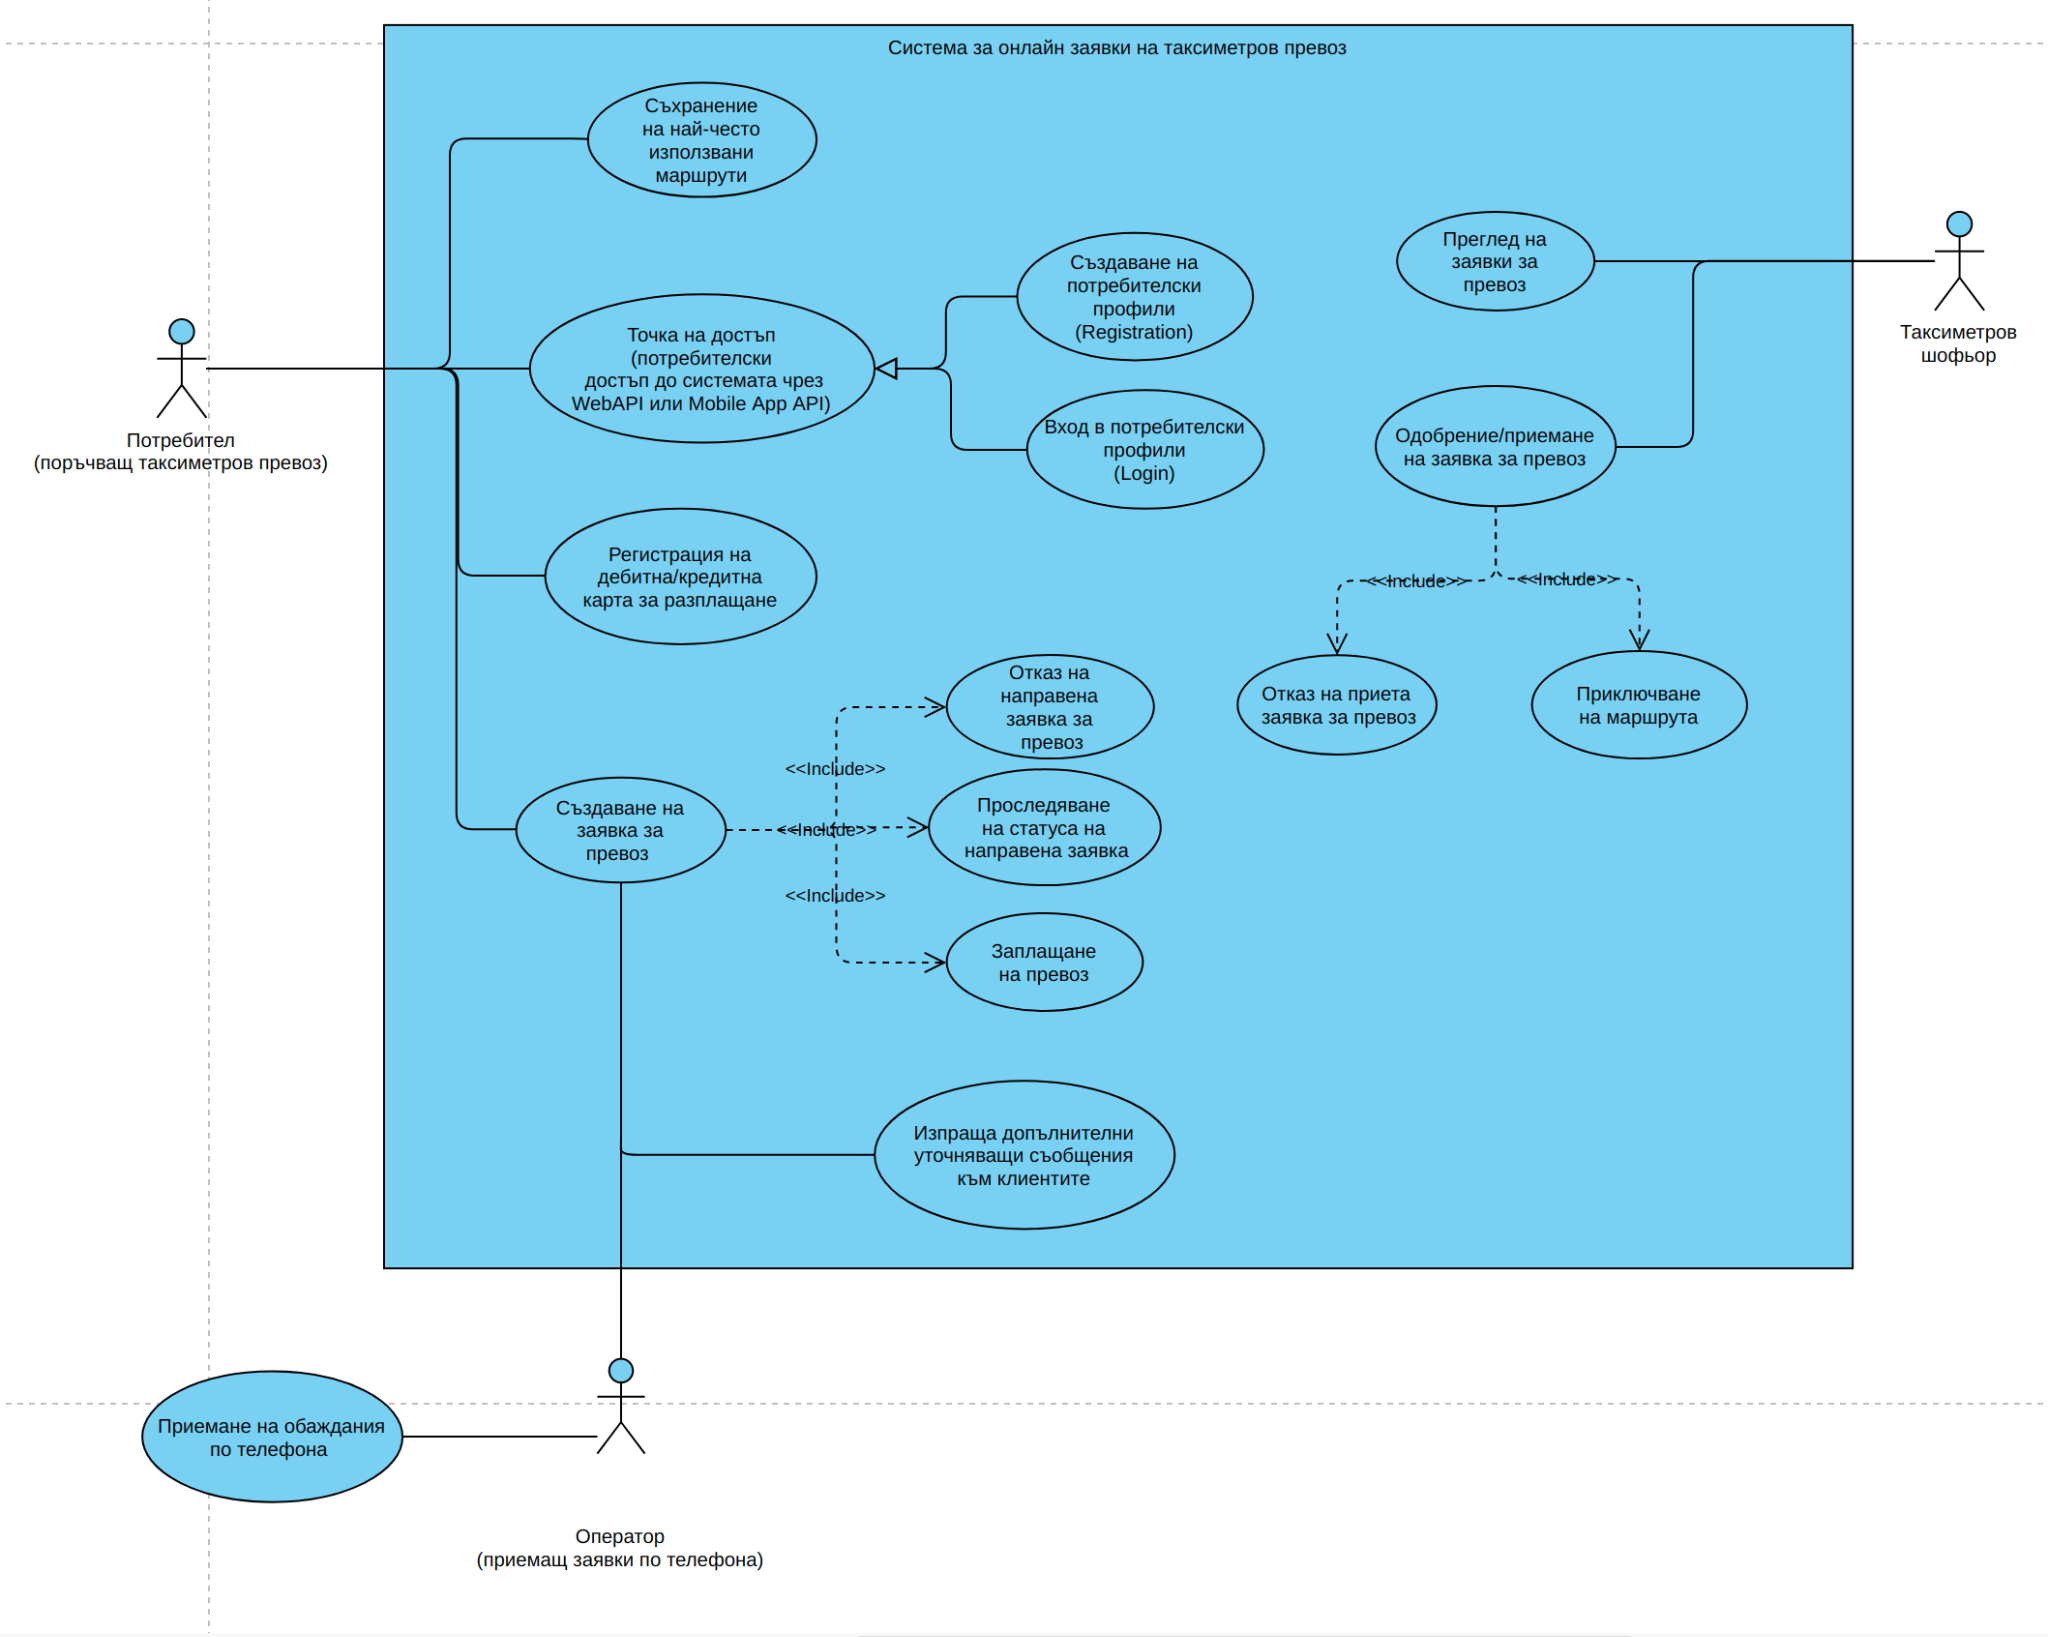 Система за онлайн заявки на таксиметров превоз
Съхранение
на най-често
използвани
маршрути
Точка на достъп
(потребителски
достъп до системата чрез
WebAPI или Mobile App API)
Създаване на
потребителски
профили
(Registration)
Вход в потребителски
профили
(Login)
Преглед на
заявки за
превоз
Таксиметров
шофьор
Одобрение/приемане
на заявка за превоз
Потребител
(поръчващ таксиметров превоз)
Регистрация на
дебитна/кредитна
карта за разплащане
<<Include>>
<<Include>>
Отказ на приета
заявка за превоз
Приключване
на маршрута
Отказ на
направена
заявка за
превоз
<<Include>>
Създаване на
заявка за
превоз
<<Include>>
Проследяване
на статуса на
направена заявка
<<Include>>
Заплащане
на превоз
Изпраща допълнителни
уточняващи съобщения
към клиентите
Приемане на обаждания
по телефона
Оператор
(приемащ заявки по телефона)